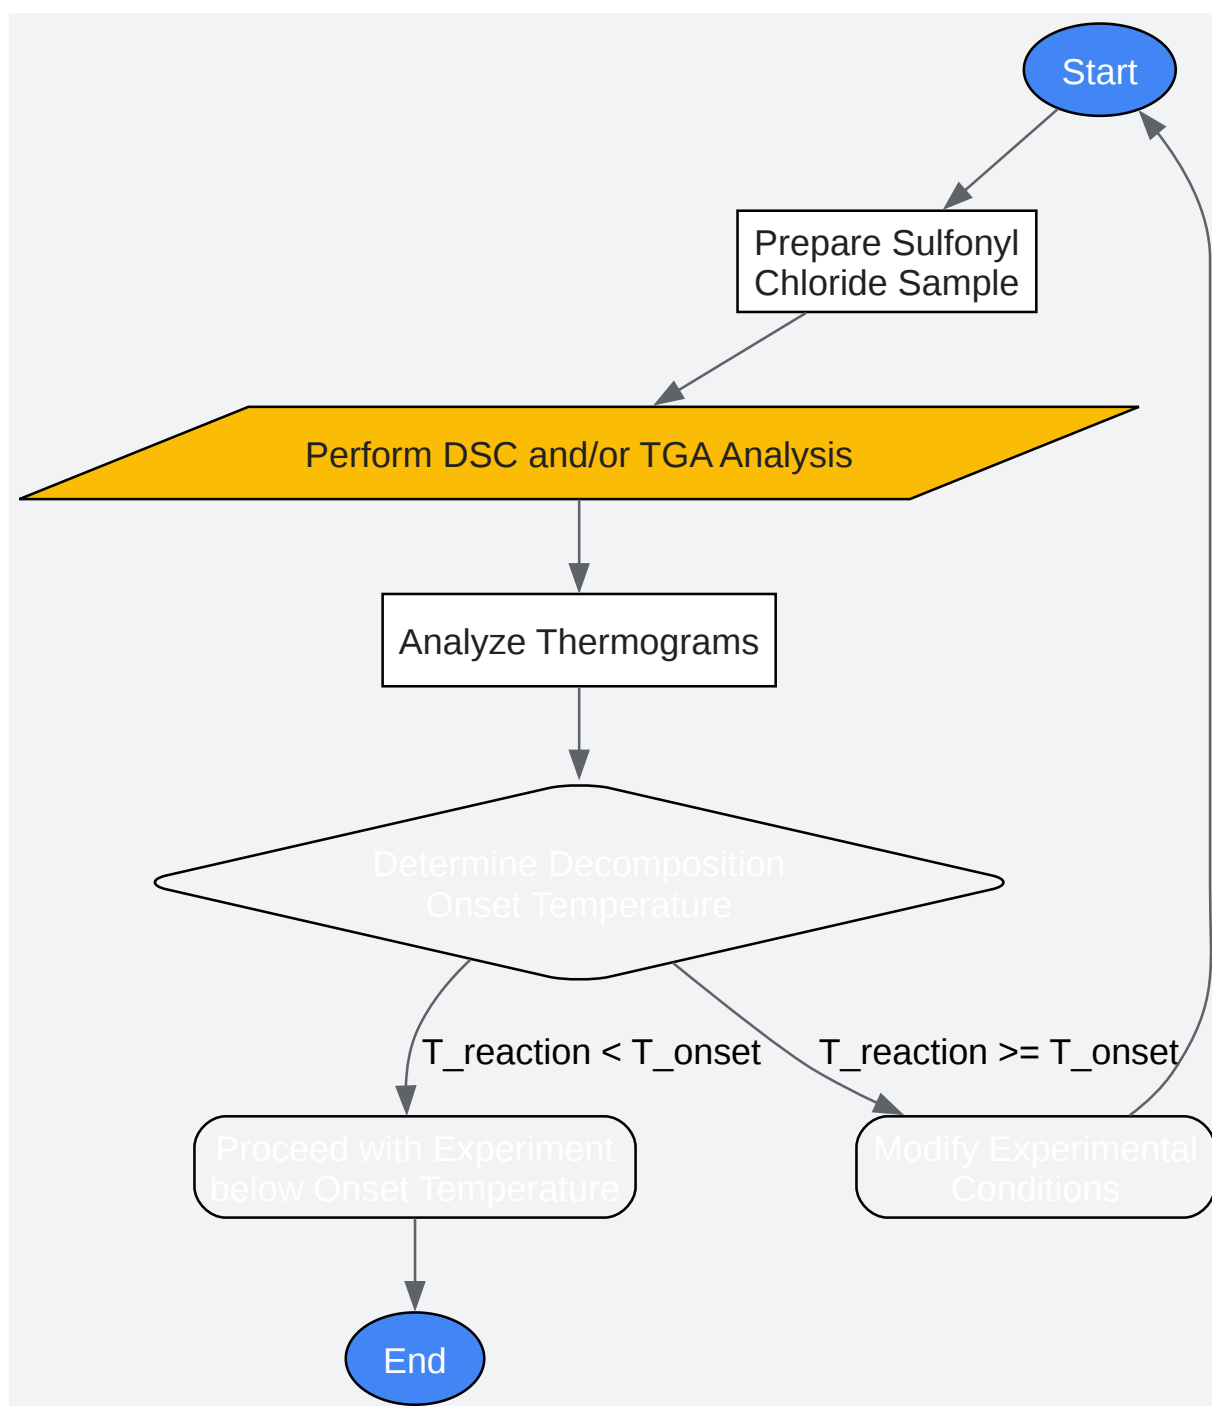 Start
Prepare Sulfonyl
Chloride Sample
Perform DSC and/or TGA Analysis
Analyze Thermograms
Determine Decomposition
Onset Temperature
T_reaction < T_onset
T_reaction >= T_onset
Proceed with Experiment
below Onset Temperature
Modify Experimental
Conditions
End